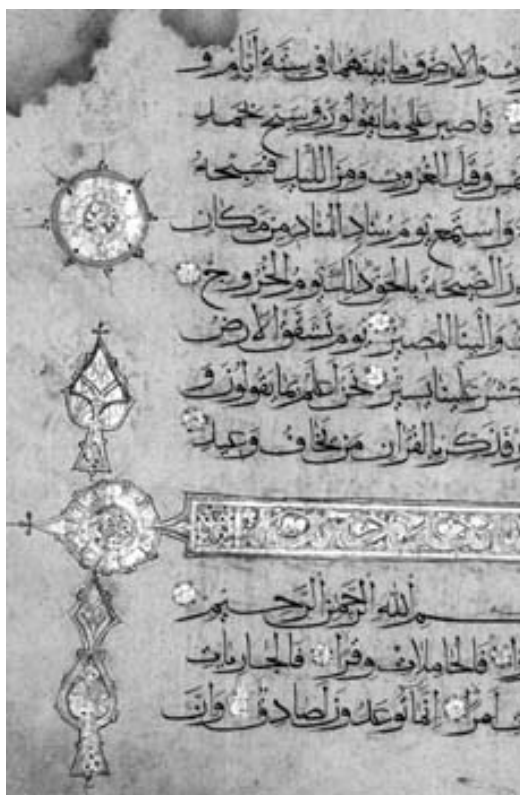 والارض وما بينهما في ستة ايام و
فاصبر على ما يقولون وسبح بحمد
وقبل الغروب ومن الليل فسبحه
واستمع يوم يناد المناد من مكان
الصيحة بالحق ذلك يوم الخروج
والينا المصير يوم تشقق الارض
حشر علينا يسير نحن اعلم بما يقولون و
فذكر بالقران من يخاف وعيد
الله الرحمن الرحيم
فالحاملات وقرا فالجاريات
امرا انما توعدون لصادق وان